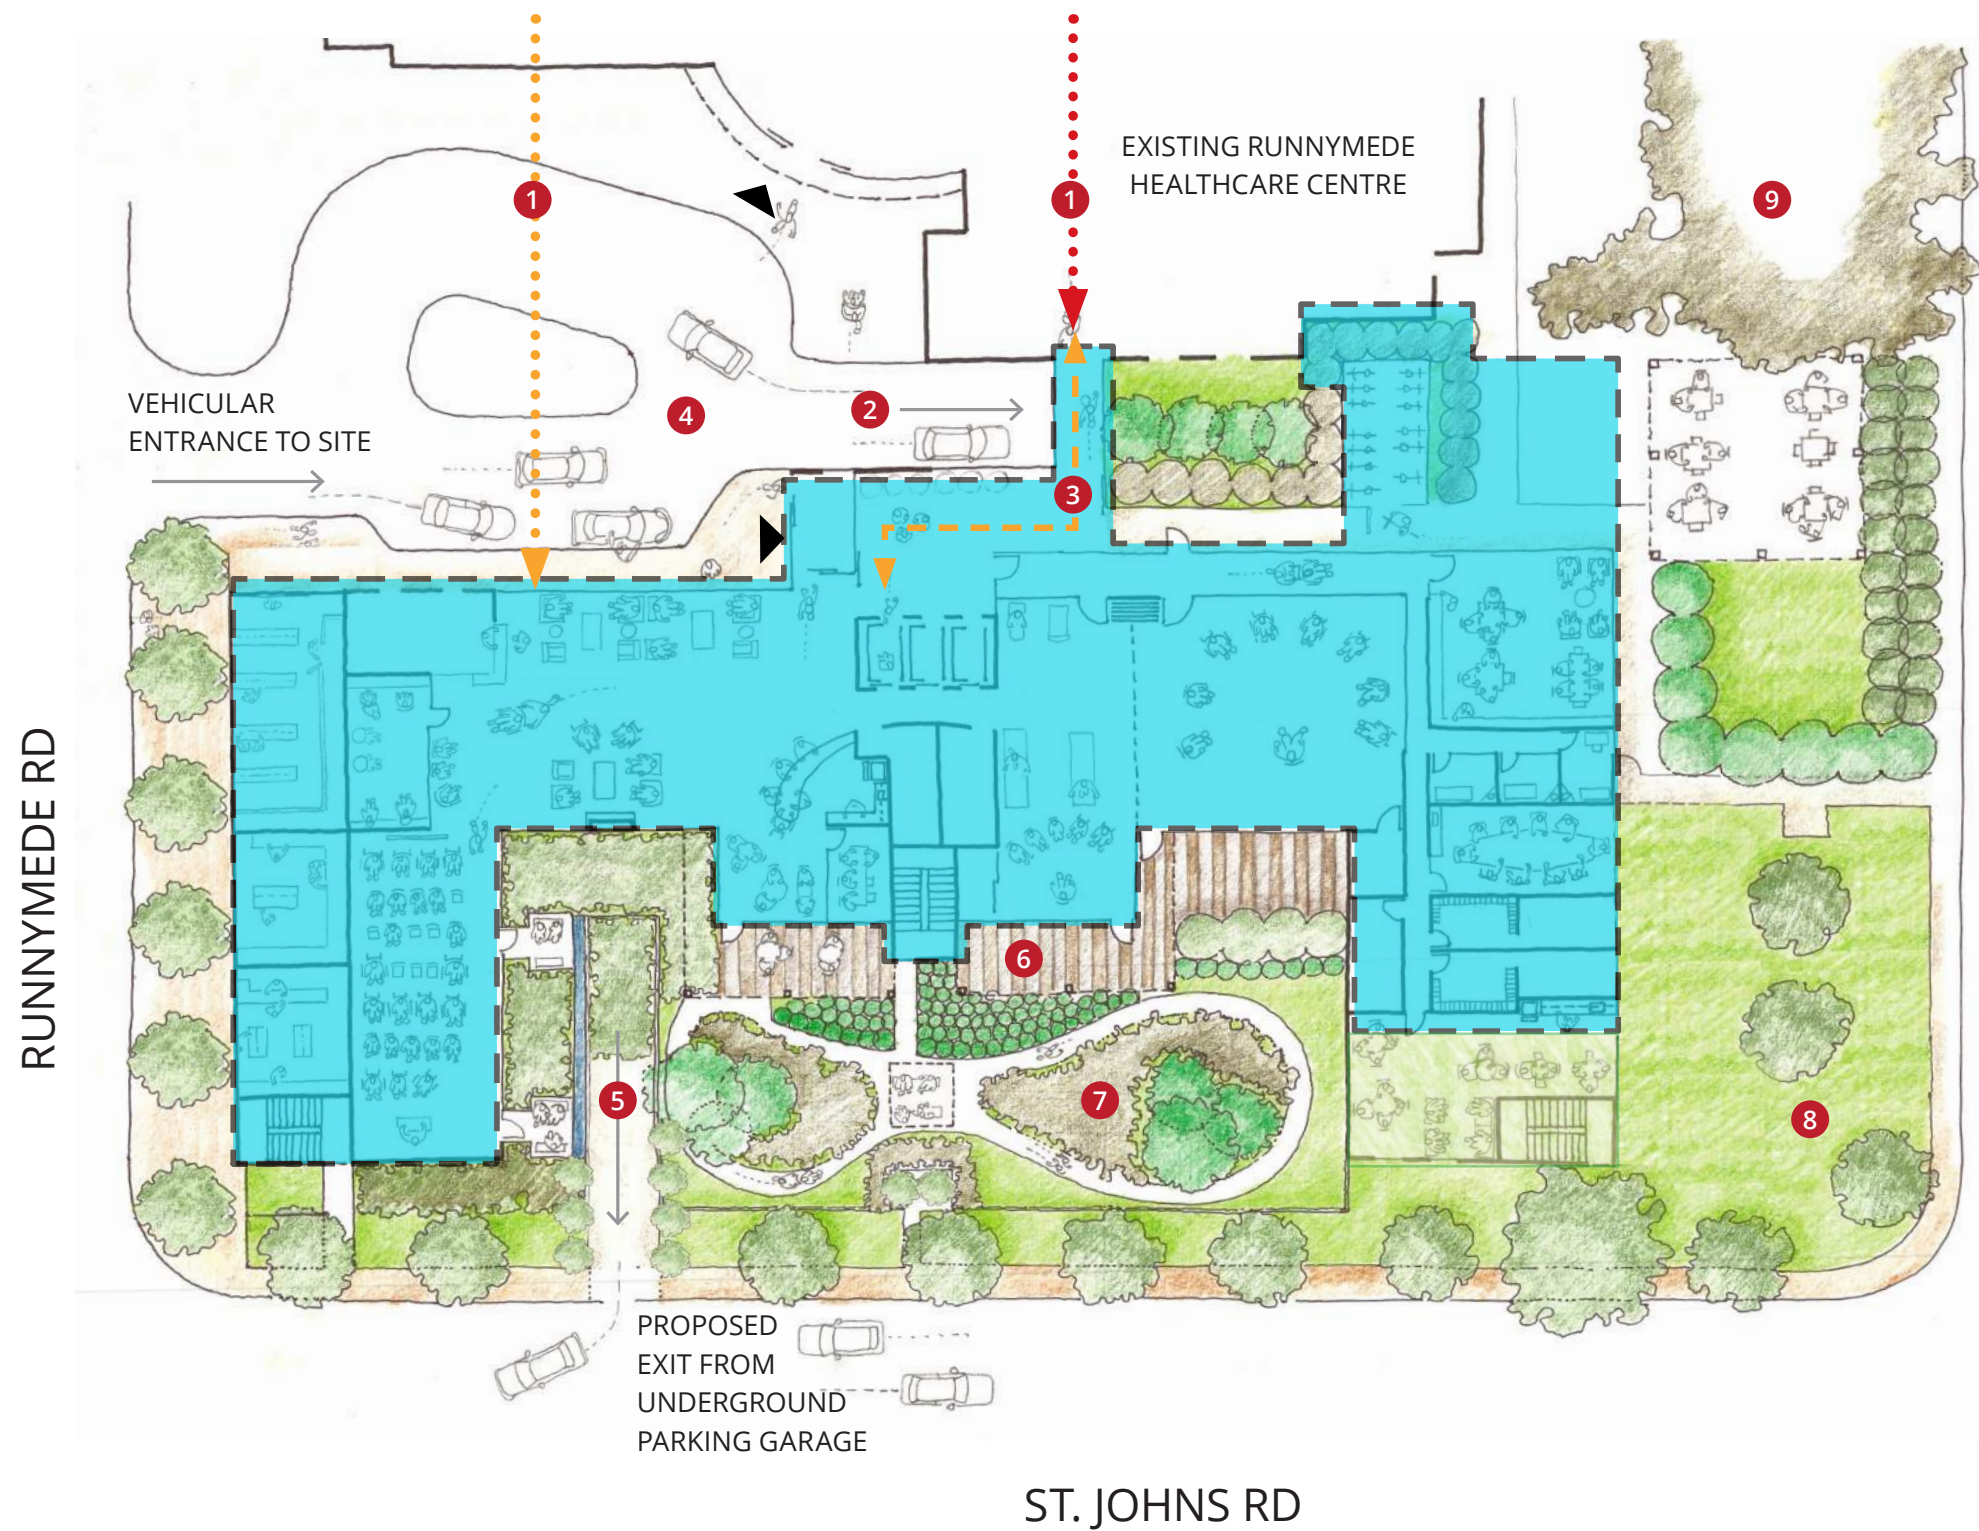 1
1
EXISTING RUNNYMEDE
HEALTHCARE CENTRE
9
VEHICULAR
ENTRANCE TO SITE
4
2
3
RUNNYMEDE RD
6
5
7
8
PROPOSED
EXIT FROM
UNDERGROUND
PARKING GARAGE
ST. JOHNS RD